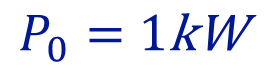 P₀ = 1kW